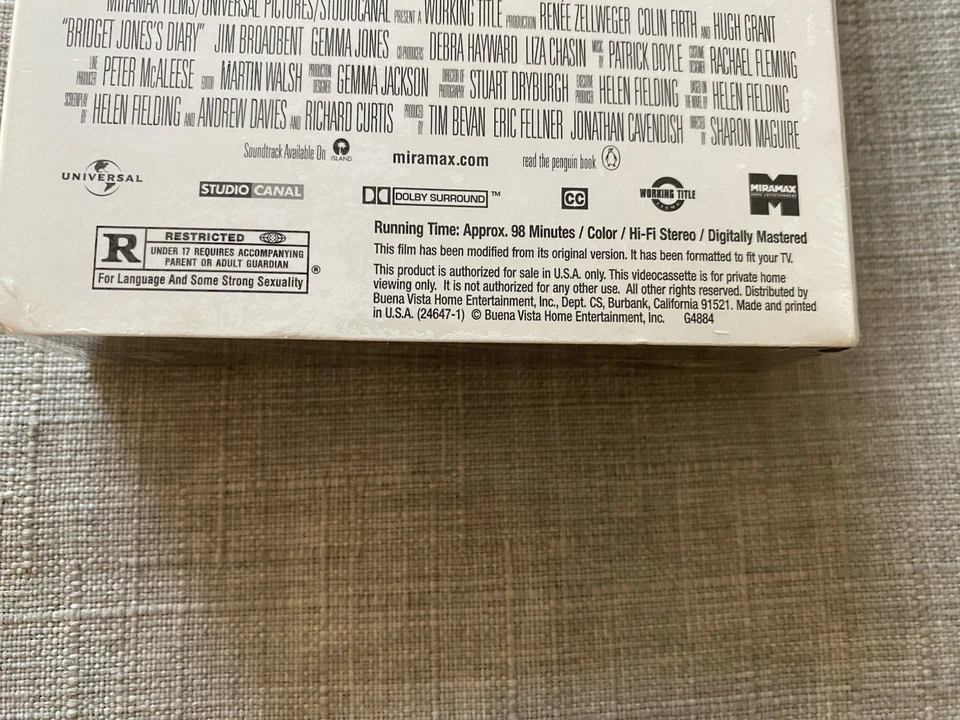 MIRAMAX FILMS/UNIVERSAL PICTURES/STUDIOCANAL PRESENT A WORKING TITLE PRODUCTION RENÉE ZELLWEGER COLIN FIRTH AND HUGH GRANT
"BRIDGET JONES'S DIARY" JIM BROADBENT GEMMA JONES CO-PRODUCERS DEBRA HAYWARD LIZA CHASIN MUSIC BY PATRICK DOYLE COSTUME DESIGNER RACHAEL FLEMING
LINE PRODUCER PETER McALEESE EDITOR MARTIN WALSH PRODUCTION DESIGNER GEMMA JACKSON DIRECTOR OF PHOTOGRAPHY STUART DRYBURGH EXECUTIVE PRODUCER HELEN FIELDING BASED ON THE NOVEL BY HELEN FIELDING
SCREENPLAY BY HELEN FIELDING AND ANDREW DAVIES AND RICHARD CURTIS PRODUCED BY TIM BEVAN ERIC FELLNER JONATHAN CAVENDISH DIRECTED BY SHARON MAGUIRE
Soundtrack Available On ISLAND miramax.com read the penguin book
UNIVERSAL STUDIO CANAL DOLBY SURROUND ™ CC WORKING TITLE FILMS MIRAMAX HOME ENTERTAINMENT M
R RESTRICTED
UNDER 17 REQUIRES ACCOMPANYING
PARENT OR ADULT GUARDIAN
For Language And Some Strong Sexuality ®
Running Time: Approx. 98 Minutes / Color / Hi-Fi Stereo / Digitally Mastered
This film has been modified from its original version. It has been formatted to fit your TV.
This product is authorized for sale in U.S.A. only. This videocassette is for private home
viewing only. It is not authorized for any other use. All other rights reserved. Distributed by
Buena Vista Home Entertainment, Inc., Dept. CS, Burbank, California 91521. Made and printed
in U.S.A. (24647-1) © Buena Vista Home Entertainment, Inc. G4884